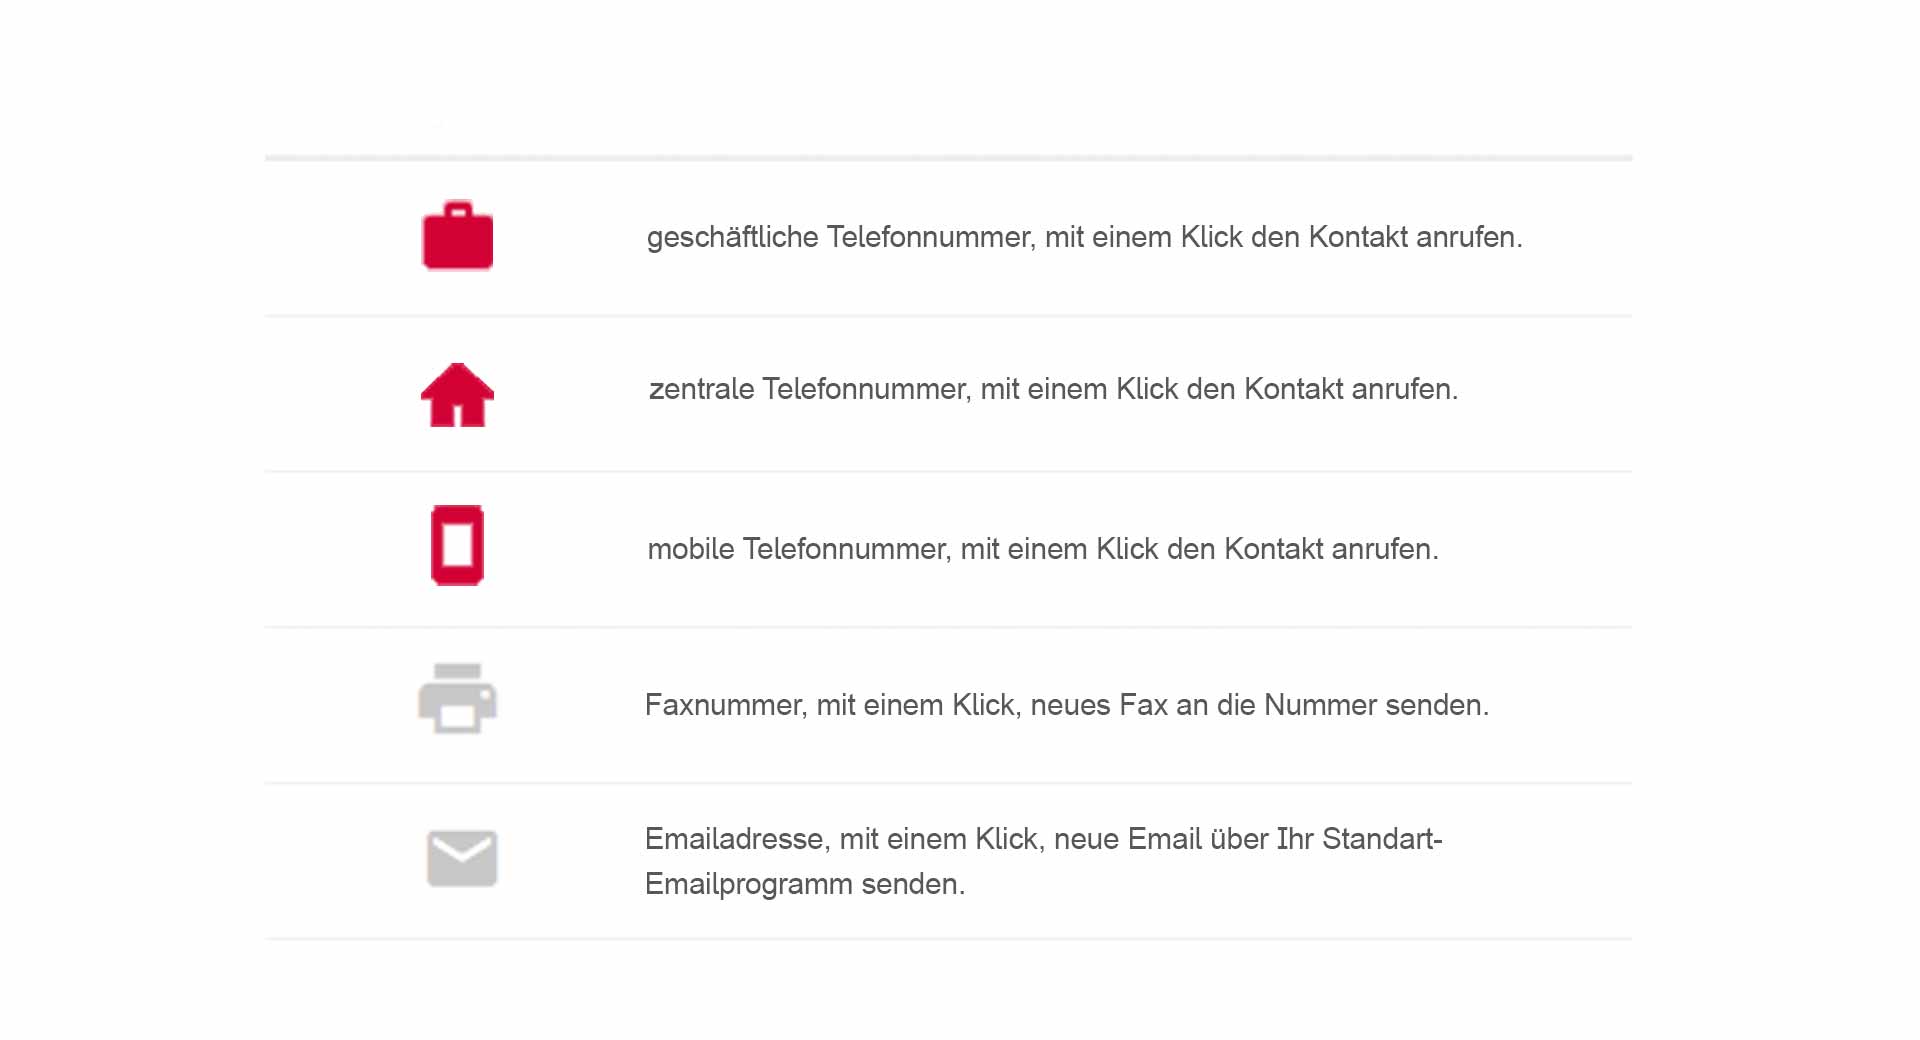 geschäftliche Telefonnummer, mit einem Klick den Kontakt anrufen.
zentrale Telefonnummer, mit einem Klick den Kontakt anrufen.
mobile Telefonnummer, mit einem Klick den Kontakt anrufen.
Faxnummer, mit einem Klick, neues Fax an die Nummer senden.
Emailadresse, mit einem Klick, neue Email über Ihr Standart-
Emailprogramm senden.